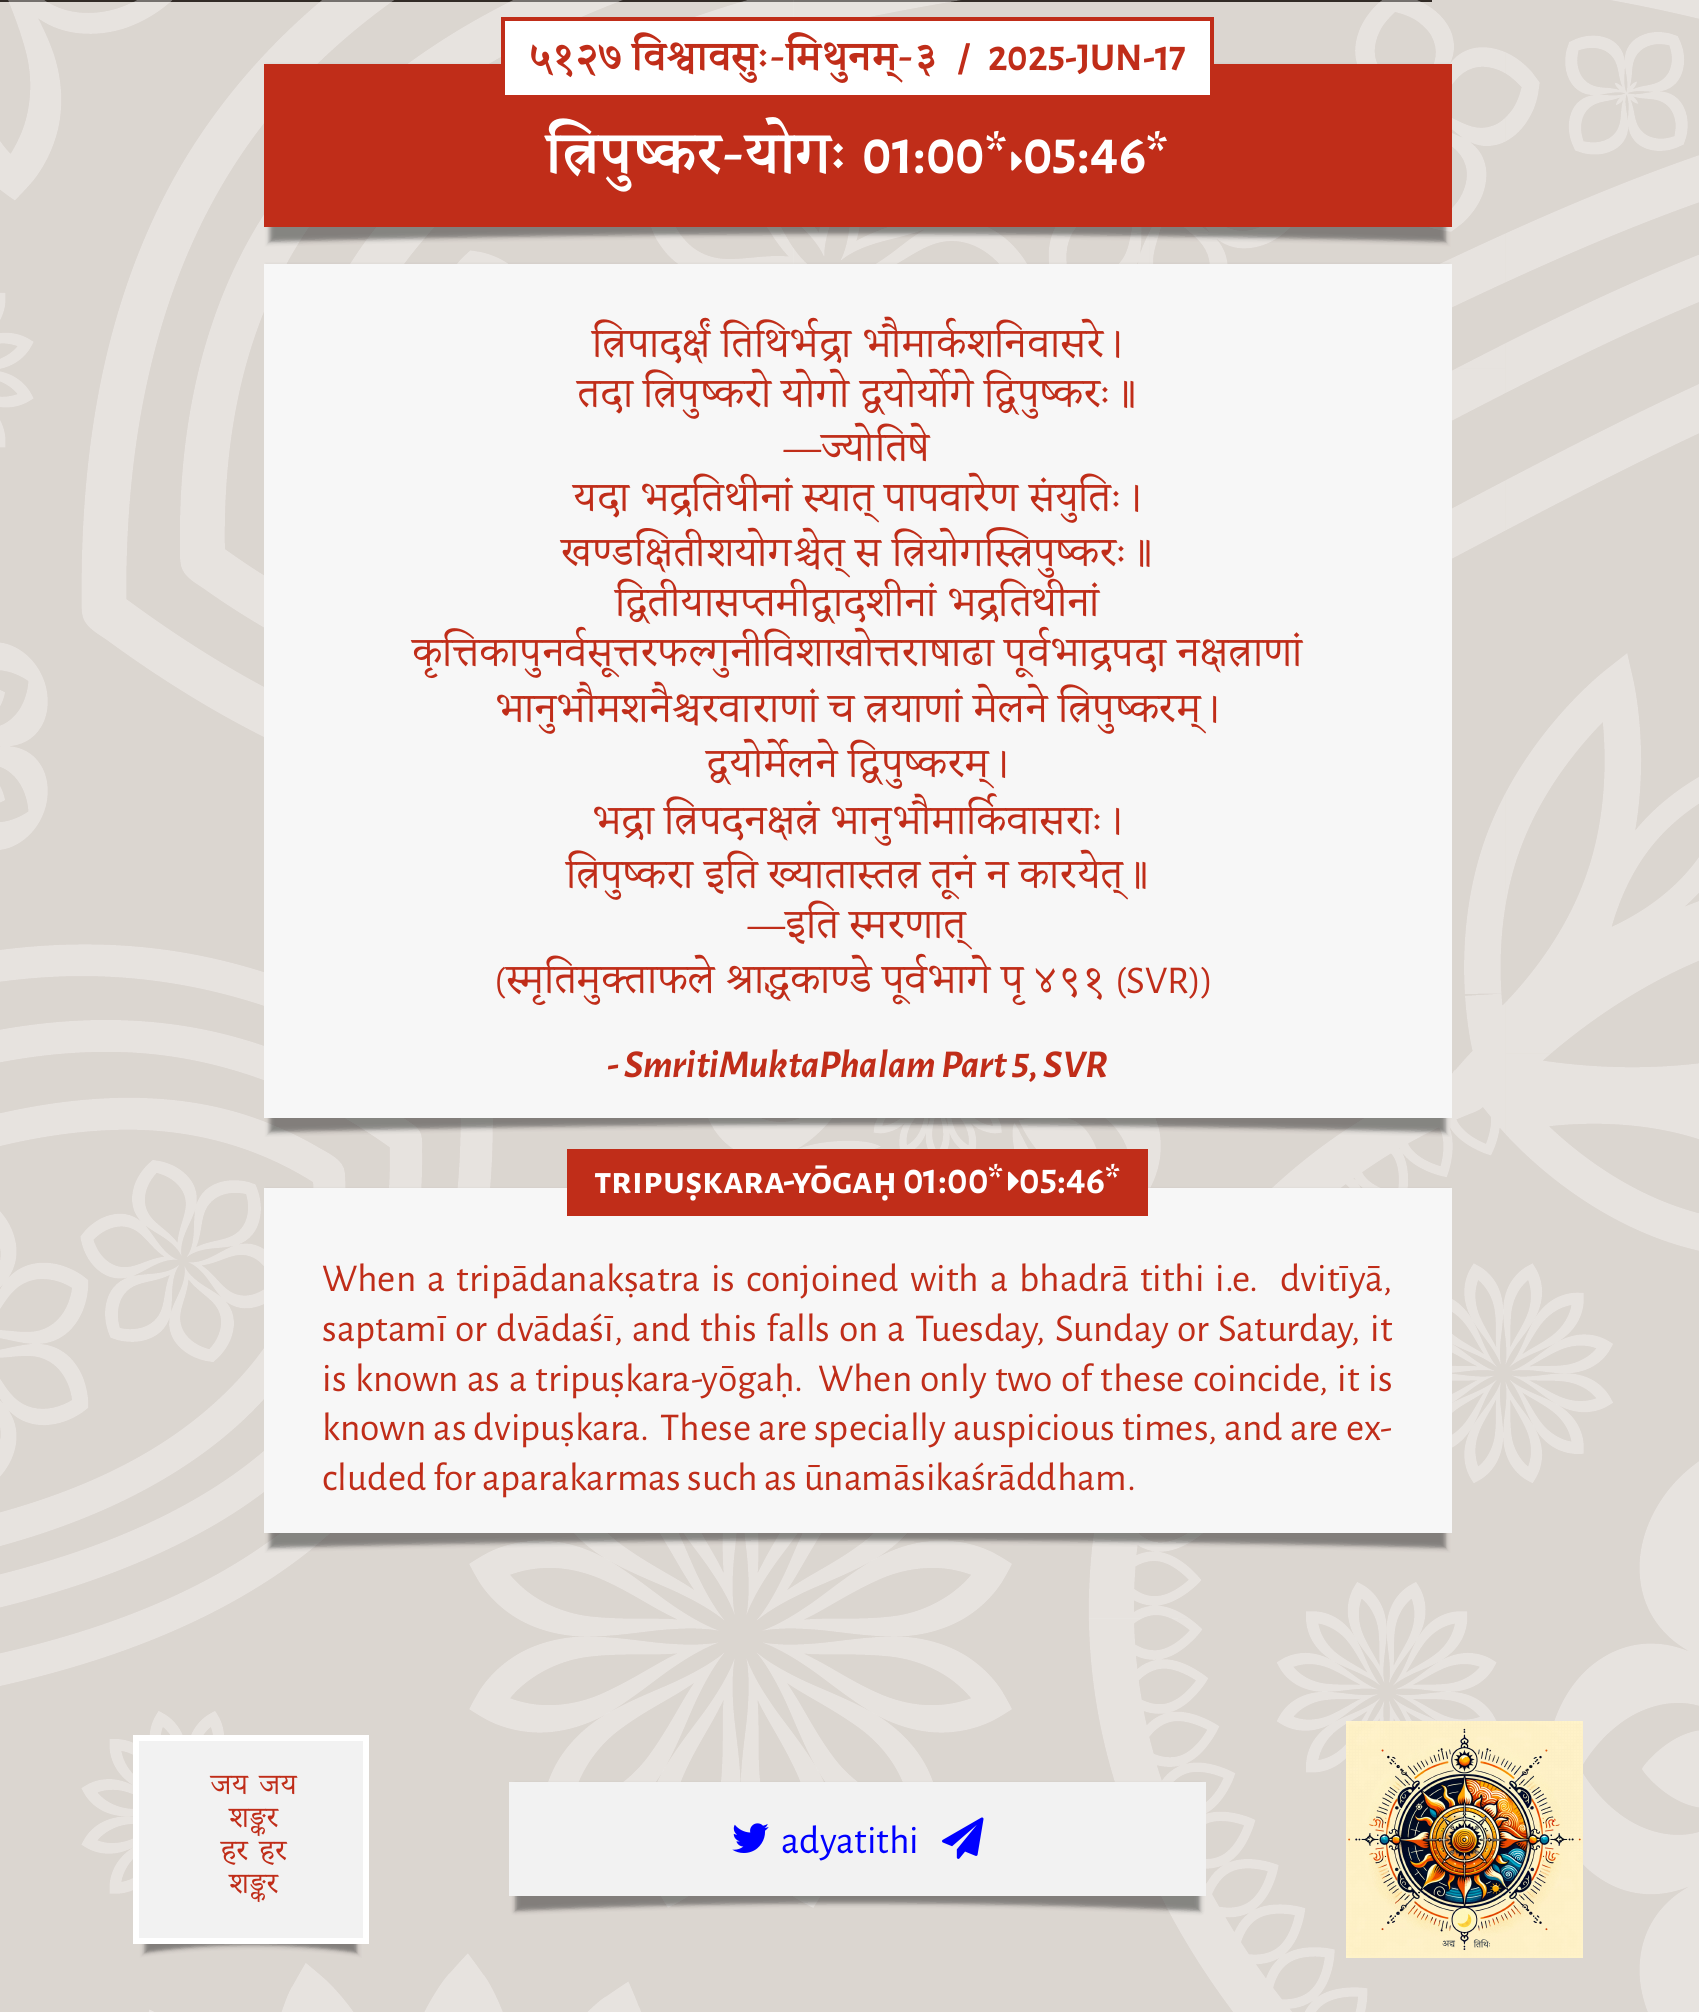 ५१२७ विश्वावसुः-मिथुनम्-३ / 2025-JUN-17
त्रिपुष्कर-योगः 01:00*▸05:46*
त्रिपादर्क्षं तिथिर्भद्रा भौमार्कशनिवासरे।
तदा त्रिपुष्करो योगो द्वयोर्योगे द्विपुष्करः॥
—ज्योतिषे
यदा भद्रतिथीनां स्यात् पापवारेण संयुतिः।
खण्डक्षितीशयोगश्चेत् स त्रियोगस्त्रिपुष्करः॥
द्वितीयासप्तमीद्वादशीनां भद्रतिथीनां
कृत्तिकापुनर्वसूत्तरफल्गुनीविशाखोत्तराषाढा पूर्वभाद्रपदा नक्षत्राणां
भानुभौमशनैश्चरवाराणां च त्रयाणां मेलने त्रिपुष्करम्।
द्वयोर्मेलने द्विपुष्करम्।
भद्रा त्रिपदनक्षत्रं भानुभौमार्किवासराः।
त्रिपुष्करा इति ख्यातास्तत्र तूनं न कारयेत्॥
—इति स्मरणात्
(स्मृतिमुक्ताफले श्राद्धकाण्डे पूर्वभागे पृ ४९१ (SVR))
- SmritiMuktaPhalam Part 5, SVR
TRIPUṢKARA-YŌGAḤ 01:00*▸05:46*
When a tripādanakṣatra is conjoined with a bhadrā tithi i.e. dvitīyā,
saptamī or dvādaśī, and this falls on a Tuesday, Sunday or Saturday, it
is known as a tripuṣkara-yōgaḥ. When only two of these coincide, it is
known as dvipuṣkara. These are specially auspicious times, and are ex-
cluded for aparakarmas such as ūnamāsikaśrāddham.
जय जय
शङ्कर
हर हर
शङ्कर
adyatithi
अद्य तिथिः